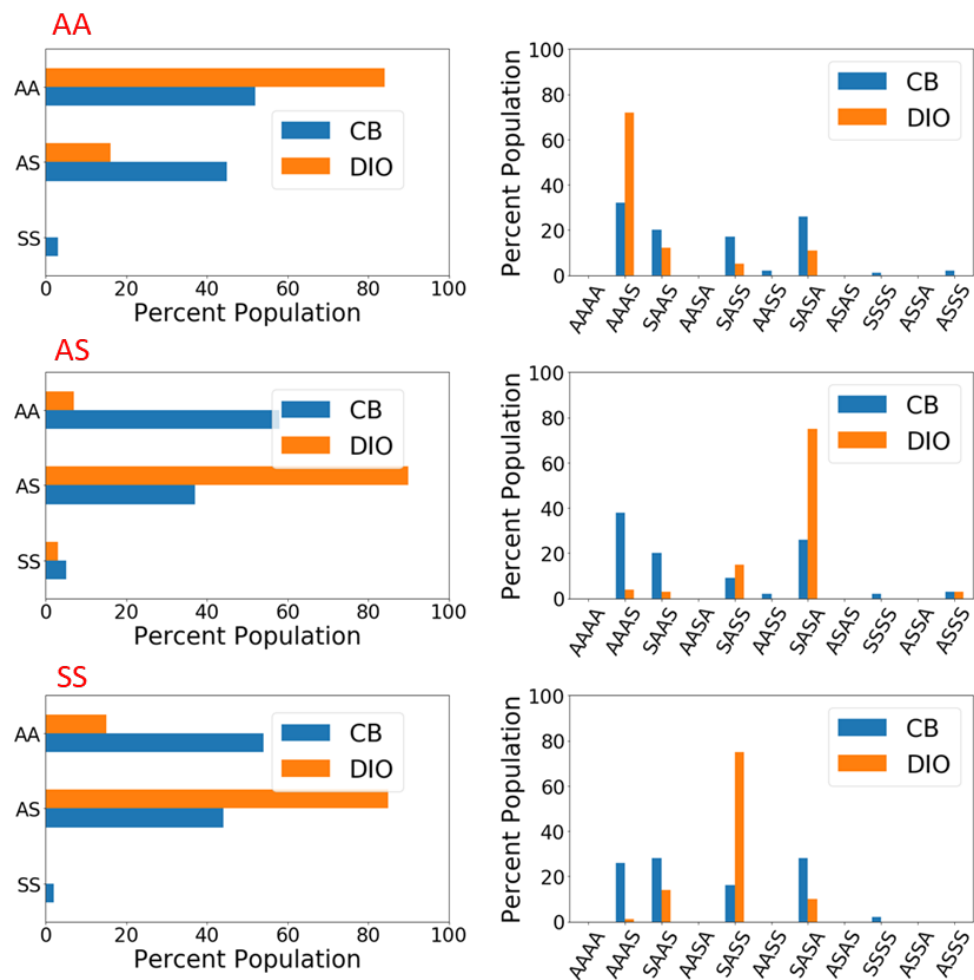 AA
AA
AS
SS
CB
DIO
0 20 40 60 80 100
Percent Population
100
80
60
40
20
0
Percent Population
CB
DIO
AAAA AAAS SAAS AASA SASS AASS SASA ASAS SSSS ASSA ASSS
AS
AA
AS
SS
CB
DIO
0 20 40 60 80 100
Percent Population
100
80
60
40
20
0
Percent Population
CB
DIO
AAAA AAAS SAAS AASA SASS AASS SASA ASAS SSSS ASSA ASSS
SS
AA
AS
SS
CB
DIO
0 20 40 60 80 100
Percent Population
100
80
60
40
20
0
Percent Population
CB
DIO
AAAA AAAS SAAS AASA SASS AASS SASA ASAS SSSS ASSA ASSS